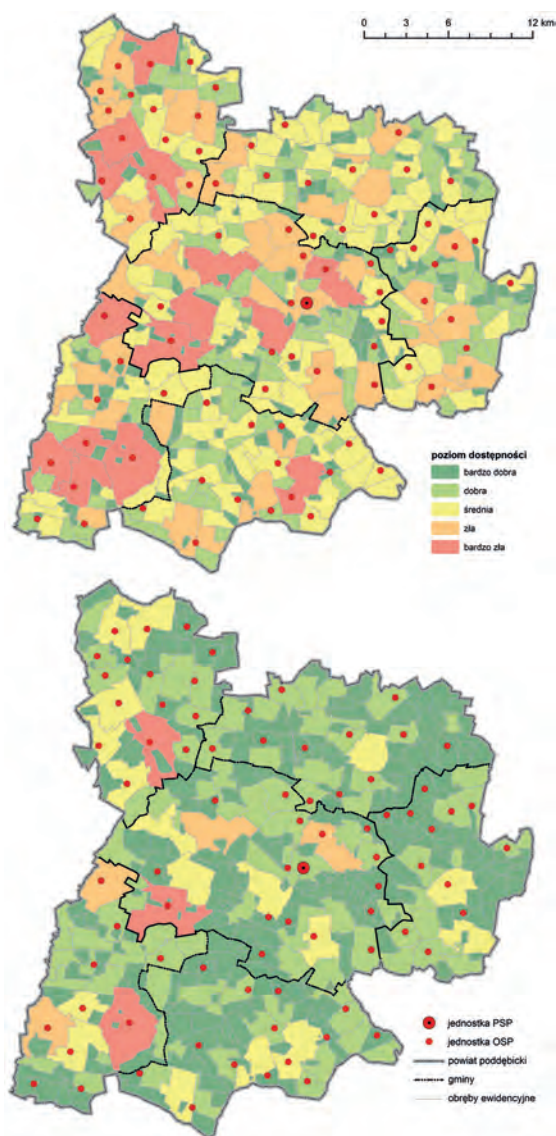 0 3 6 9 12 km
poziom dostępności
bardzo dobra
dobra
średnia
zła
bardzo zła
jednostka PSP
jednostka OSP
powiat poddębicki
gminy
obręby ewidencyjne